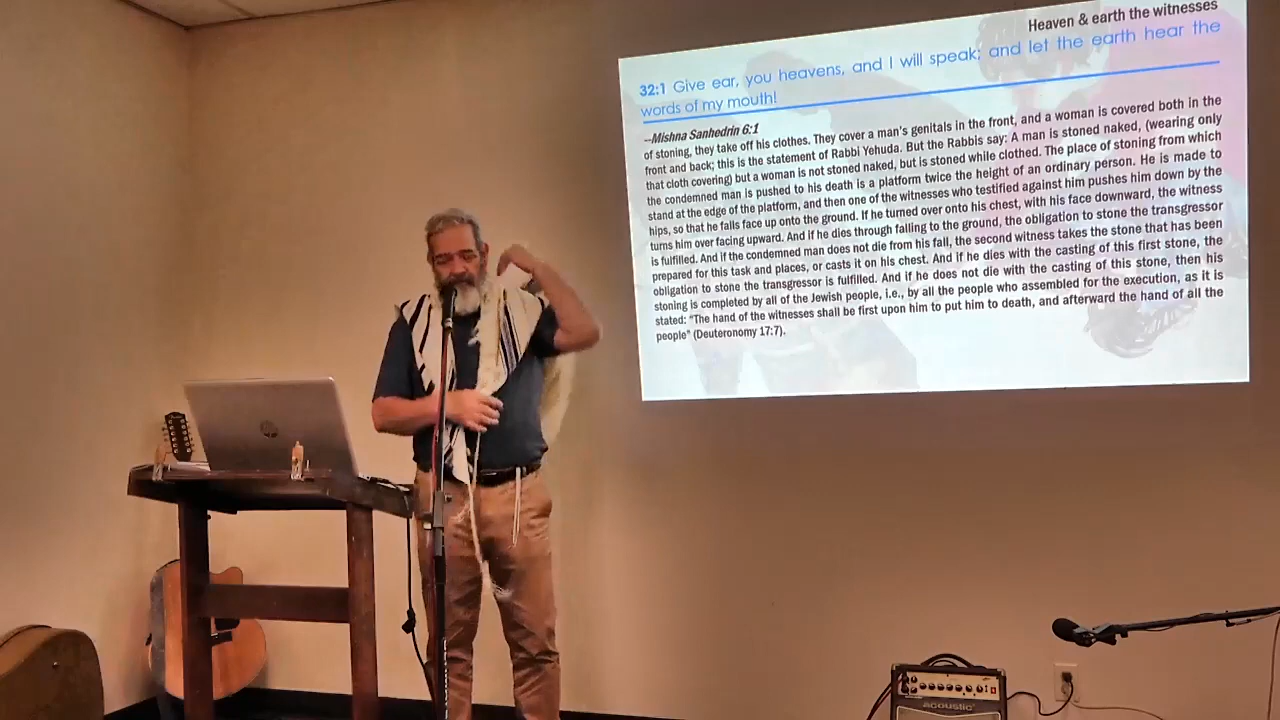 Heaven & earth the witnesses
32:1 Give ear, you heavens, and I will speak; and let the earth hear the
words of my mouth!
--Mishna Sanhedrin 6:1
of stoning, they take off his clothes. They cover a man's genitals in the front, and a woman is covered both in the
front and back; this is the statement of Rabbi Yehuda. But the Rabbis say: A man is stoned naked, (wearing only
that cloth covering) but a woman is not stoned naked, but is stoned while clothed. The place of stoning from which
the condemned man is pushed to his death is a platform twice the height of an ordinary person. He is made to
stand at the edge of the platform, and then one of the witnesses who testified against him pushes him down by the
hips, so that he falls face up onto the ground. If he turned over onto his chest, with his face downward, the witness
turns him over facing upward. And if he dies through falling to the ground, the obligation to stone the transgressor
is fulfilled. And if the condemned man does not die from his fall, the second witness takes the stone that has been
prepared for this task and places, or casts it on his chest. And if he dies with the casting of this first stone, the
obligation to stone the transgressor is fulfilled. And if he does not die with the casting of this stone, then his
stoning is completed by all of the Jewish people, i.e., by all the people who assembled for the execution, as it is
stated: "The hand of the witnesses shall be first upon him to put him to death, and afterward the hand of all the
people" (Deuteronomy 17:7).
hp
Fender
acoustic